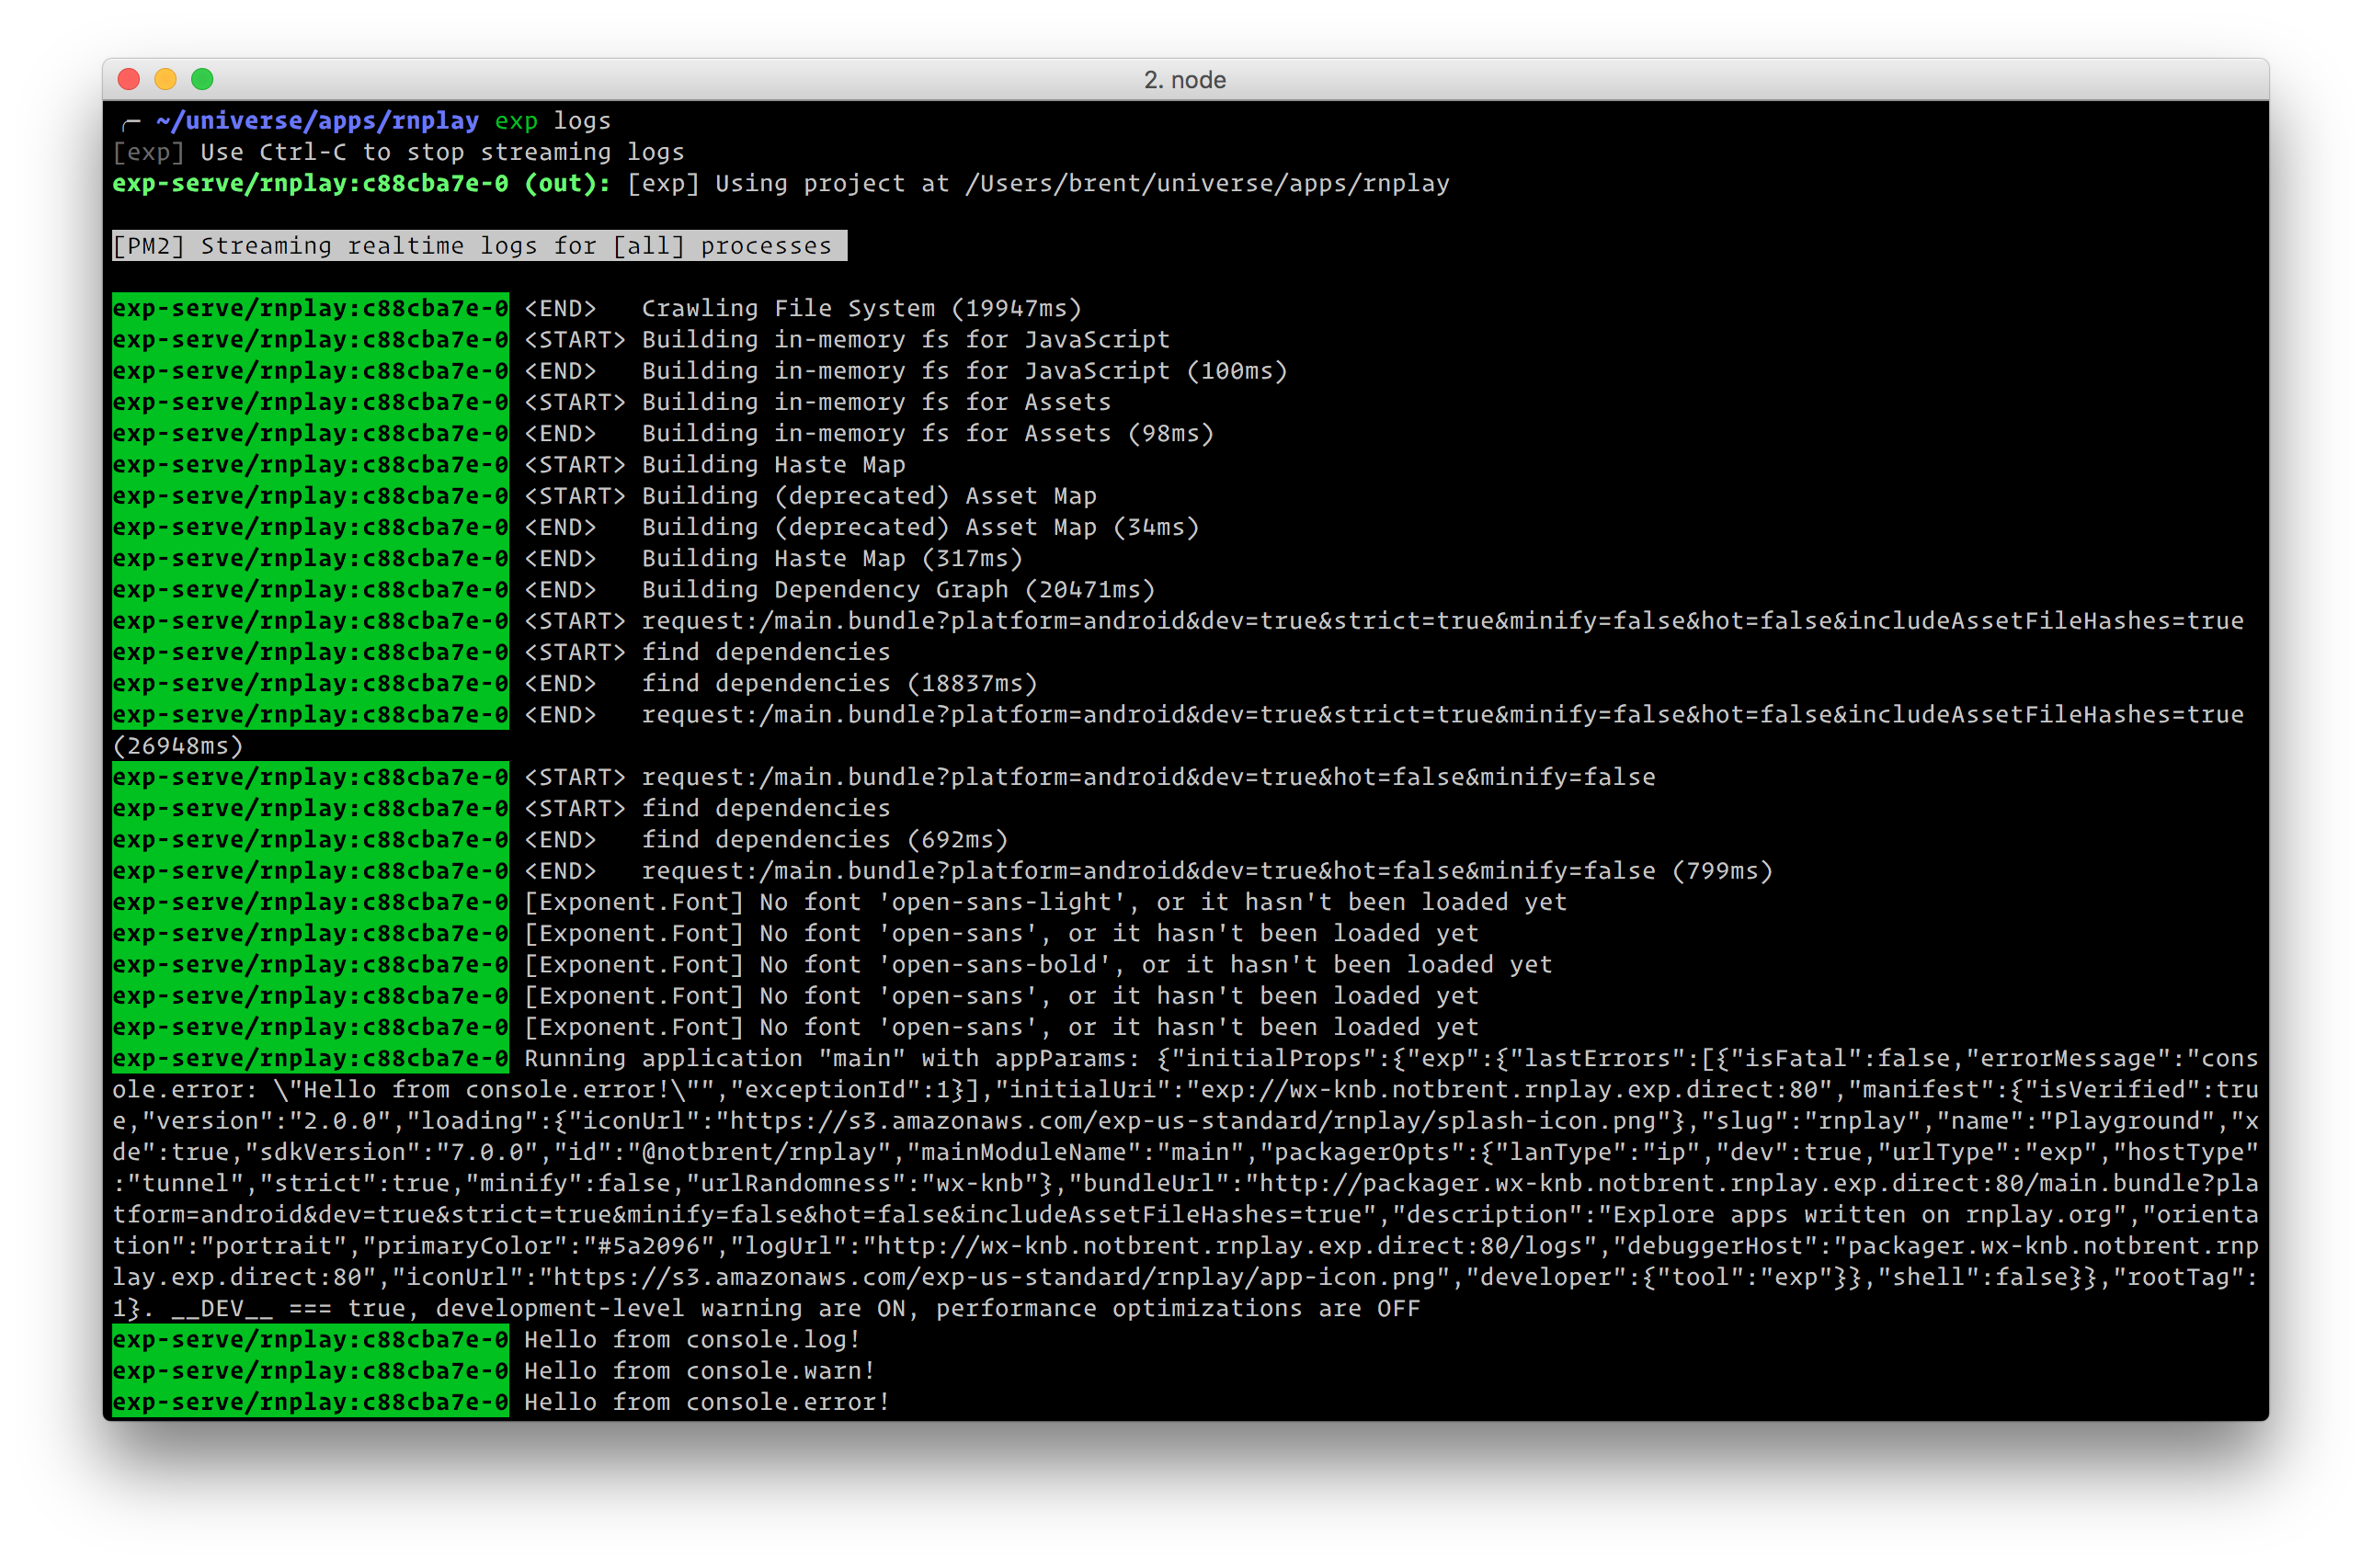 2. node
╭─ ~/universe/apps/rnplay exp logs
[exp] Use Ctrl-C to stop streaming logs
exp-serve/rnplay:c88cba7e-0 (out): [exp] Using project at /Users/brent/universe/apps/rnplay
[PM2] Streaming realtime logs for [all] processes
exp-serve/rnplay:c88cba7e-0 <END>   Crawling File System (19947ms)
exp-serve/rnplay:c88cba7e-0 <START> Building in-memory fs for JavaScript
exp-serve/rnplay:c88cba7e-0 <END>   Building in-memory fs for JavaScript (100ms)
exp-serve/rnplay:c88cba7e-0 <START> Building in-memory fs for Assets
exp-serve/rnplay:c88cba7e-0 <END>   Building in-memory fs for Assets (98ms)
exp-serve/rnplay:c88cba7e-0 <START> Building Haste Map
exp-serve/rnplay:c88cba7e-0 <START> Building (deprecated) Asset Map
exp-serve/rnplay:c88cba7e-0 <END>   Building (deprecated) Asset Map (34ms)
exp-serve/rnplay:c88cba7e-0 <END>   Building Haste Map (317ms)
exp-serve/rnplay:c88cba7e-0 <END>   Building Dependency Graph (20471ms)
exp-serve/rnplay:c88cba7e-0 <START> request:/main.bundle?platform=android&dev=true&strict=true&minify=false&hot=false&includeAssetFileHashes=true
exp-serve/rnplay:c88cba7e-0 <START> find dependencies
exp-serve/rnplay:c88cba7e-0 <END>   find dependencies (18837ms)
exp-serve/rnplay:c88cba7e-0 <END>   request:/main.bundle?platform=android&dev=true&strict=true&minify=false&hot=false&includeAssetFileHashes=true
(26948ms)
exp-serve/rnplay:c88cba7e-0 <START> request:/main.bundle?platform=android&dev=true&hot=false&minify=false
exp-serve/rnplay:c88cba7e-0 <START> find dependencies
exp-serve/rnplay:c88cba7e-0 <END>   find dependencies (692ms)
exp-serve/rnplay:c88cba7e-0 <END>   request:/main.bundle?platform=android&dev=true&hot=false&minify=false (799ms)
exp-serve/rnplay:c88cba7e-0 [Exponent.Font] No font 'open-sans-light', or it hasn't been loaded yet
exp-serve/rnplay:c88cba7e-0 [Exponent.Font] No font 'open-sans', or it hasn't been loaded yet
exp-serve/rnplay:c88cba7e-0 [Exponent.Font] No font 'open-sans-bold', or it hasn't been loaded yet
exp-serve/rnplay:c88cba7e-0 [Exponent.Font] No font 'open-sans', or it hasn't been loaded yet
exp-serve/rnplay:c88cba7e-0 [Exponent.Font] No font 'open-sans', or it hasn't been loaded yet
exp-serve/rnplay:c88cba7e-0 Running application "main" with appParams: {"initialProps":{"exp":{"lastErrors":[{"isFatal":false,"errorMessage":"cons
ole.error: \"Hello from console.error!\"","exceptionId":1}],"initialUri":"exp://wx-knb.notbrent.rnplay.exp.direct:80","manifest":{"isVerified":tru
e,"version":"2.0.0","loading":{"iconUrl":"https://s3.amazonaws.com/exp-us-standard/rnplay/splash-icon.png"},"slug":"rnplay","name":"Playground","x
de":true,"sdkVersion":"7.0.0","id":"@notbrent/rnplay","mainModuleName":"main","packagerOpts":{"lanType":"ip","dev":true,"urlType":"exp","hostType"
:"tunnel","strict":true,"minify":false,"urlRandomness":"wx-knb"},"bundleUrl":"http://packager.wx-knb.notbrent.rnplay.exp.direct:80/main.bundle?pla
tform=android&dev=true&strict=true&minify=false&hot=false&includeAssetFileHashes=true","description":"Explore apps written on rnplay.org","orienta
tion":"portrait","primaryColor":"#5a2096","logUrl":"http://wx-knb.notbrent.rnplay.exp.direct:80/logs","debuggerHost":"packager.wx-knb.notbrent.rnp
lay.exp.direct:80","iconUrl":"https://s3.amazonaws.com/exp-us-standard/rnplay/app-icon.png","developer":{"tool":"exp"}},"shell":false}},"rootTag":
1}. __DEV__ === true, development-level warning are ON, performance optimizations are OFF
exp-serve/rnplay:c88cba7e-0 Hello from console.log!
exp-serve/rnplay:c88cba7e-0 Hello from console.warn!
exp-serve/rnplay:c88cba7e-0 Hello from console.error!